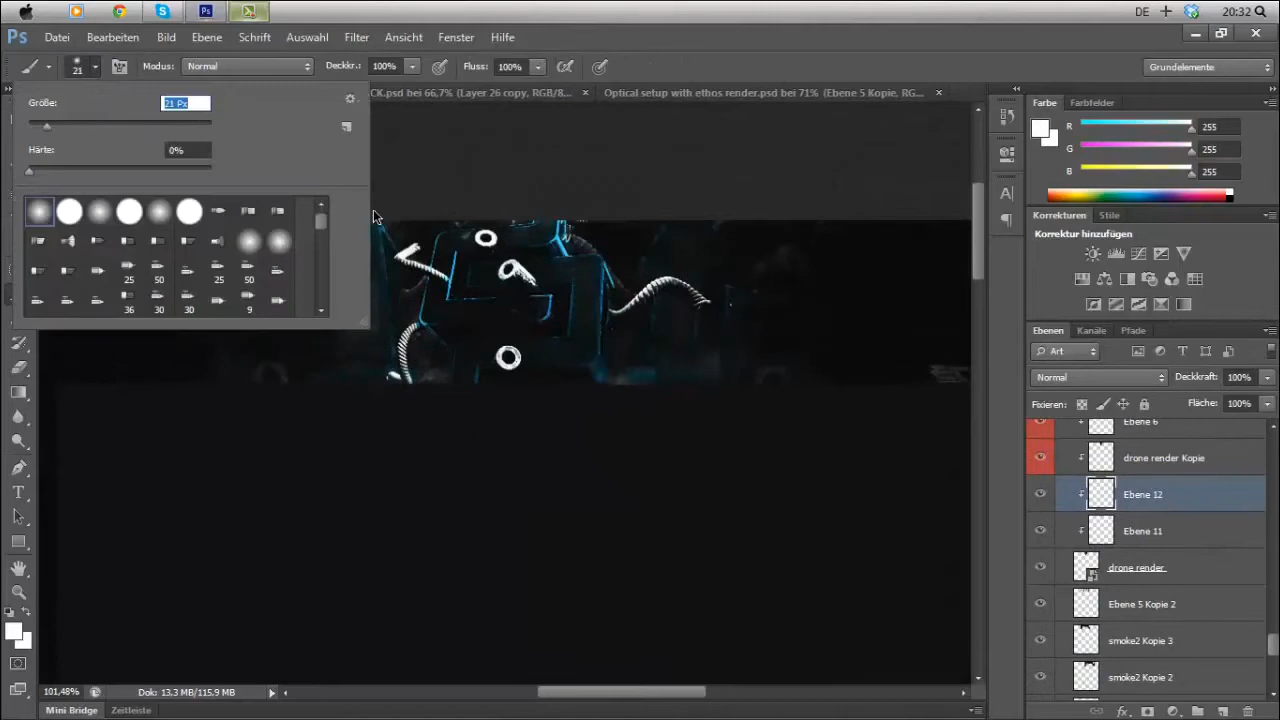 DE 20:32
Ps Datei Bearbeiten Bild Ebene Schrift Auswahl Filter Ansicht Fenster Hilfe
21 Modus: Normal Deckkr.: 100% Fluss: 100% Grundelemente
CK.psd bei 66,7% (Layer 26 copy, RGB/8... × Optical setup with ethos render.psd bei 71% (Ebene 5 Kopie, RG... ×
Größe: 21 Px
Härte: 0%
25 50 25 50
36 30 30 9
Farbe Farbfelder
R 255
G 255
B 255
Korrekturen Stile
Korrektur hinzufügen
Ebenen Kanäle Pfade
Art
Normal Deckkraft: 100%
Fixieren: Fläche: 100%
Ebene 6
drone render Kopie
Ebene 12
Ebene 11
drone render
Ebene 5 Kopie 2
smoke2 Kopie 3
smoke2 Kopie 2
101,48% Dok: 13.3 MB/115.9 MB
Mini Bridge Zeitleiste